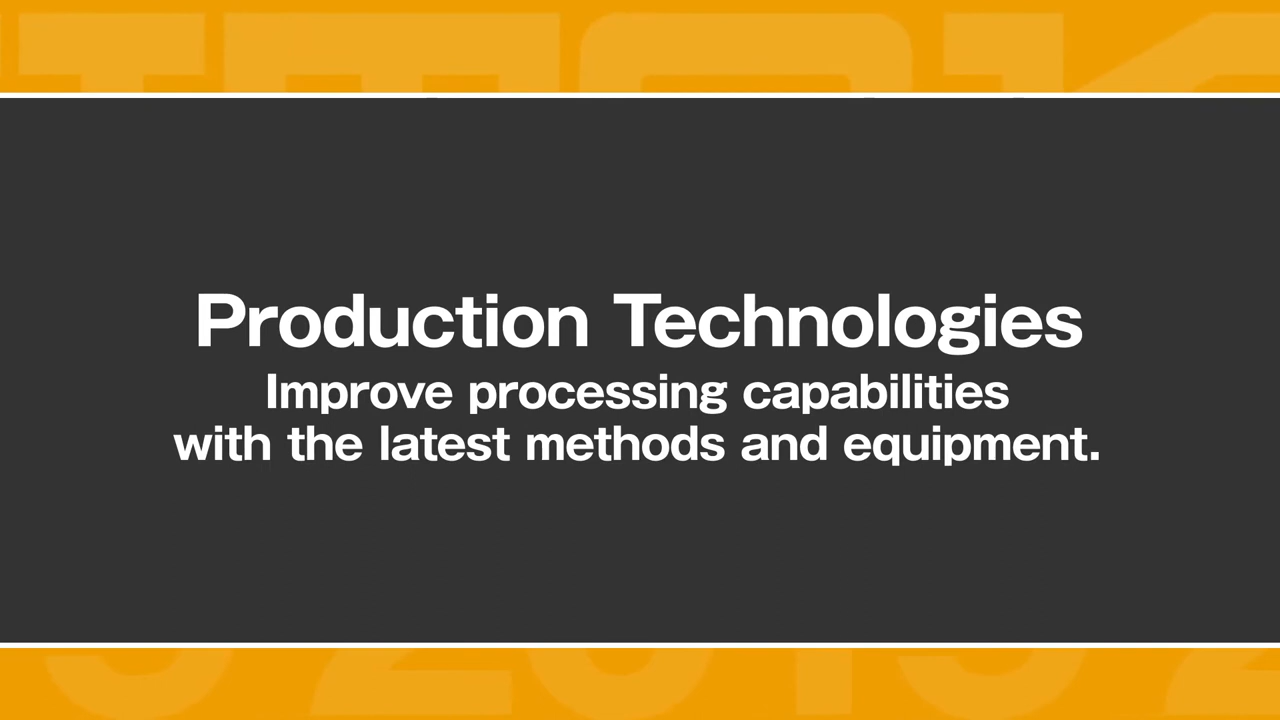 Production Technologies
Improve processing capabilities
with the latest methods and equipment.